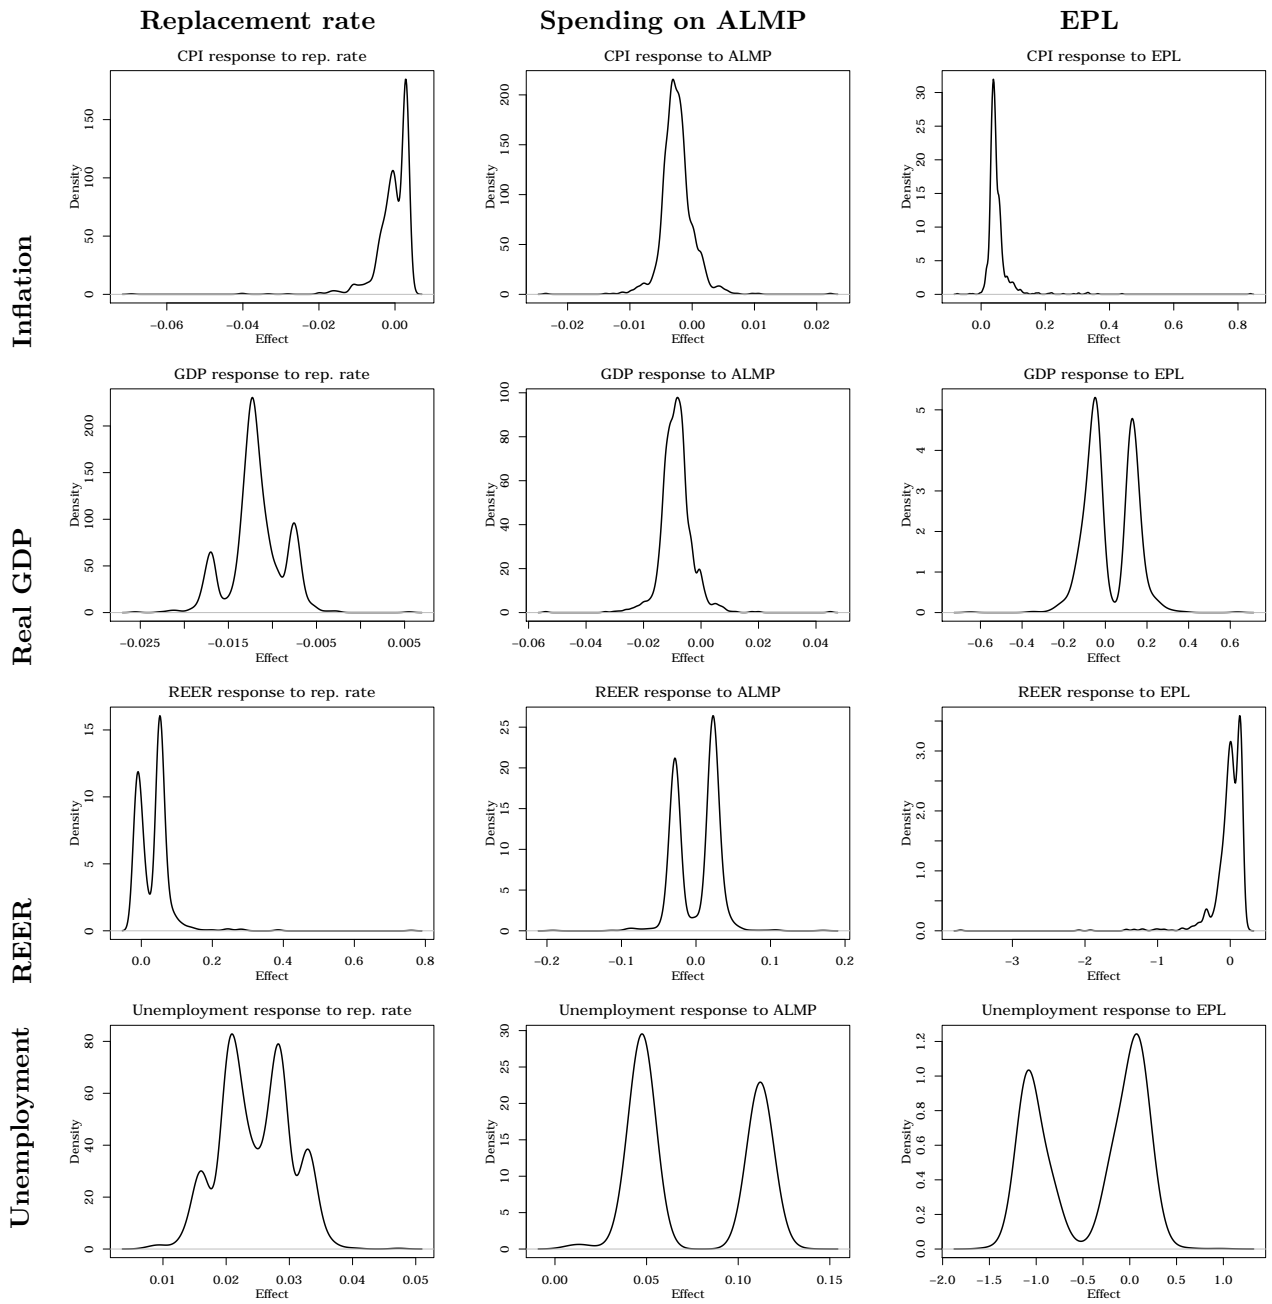 Replacement rate Spending on ALMP EPL
Inflation
CPI response to rep. rate
Density
0 50 100 150
−0.06 −0.04 −0.02 0.00
Effect
CPI response to ALMP
Density
0 50 100 150 200
−0.02 −0.01 0.00 0.01 0.02
Effect
CPI response to EPL
Density
0 5 10 15 20 25 30
0.0 0.2 0.4 0.6 0.8
Effect
Real GDP
GDP response to rep. rate
Density
0 50 100 150 200
−0.025 −0.015 −0.005 0.005
Effect
GDP response to ALMP
Density
0 20 40 60 80 100
−0.06 −0.04 −0.02 0.00 0.02 0.04
Effect
GDP response to EPL
Density
0 1 2 3 4 5
−0.6 −0.4 −0.2 0.0 0.2 0.4 0.6
Effect
REER
REER response to rep. rate
Density
0 5 10 15
0.0 0.2 0.4 0.6 0.8
Effect
REER response to ALMP
Density
0 5 10 15 20 25
−0.2 −0.1 0.0 0.1 0.2
Effect
REER response to EPL
Density
0.0 1.0 2.0 3.0
−3 −2 −1 0
Effect
Unemployment
Unemployment response to rep. rate
Density
0 20 40 60 80
0.01 0.02 0.03 0.04 0.05
Effect
Unemployment response to ALMP
Density
0 5 10 15 20 25 30
0.00 0.05 0.10 0.15
Effect
Unemployment response to EPL
Density
0.0 0.2 0.4 0.6 0.8 1.0 1.2
−2.0 −1.5 −1.0 −0.5 0.0 0.5 1.0
Effect